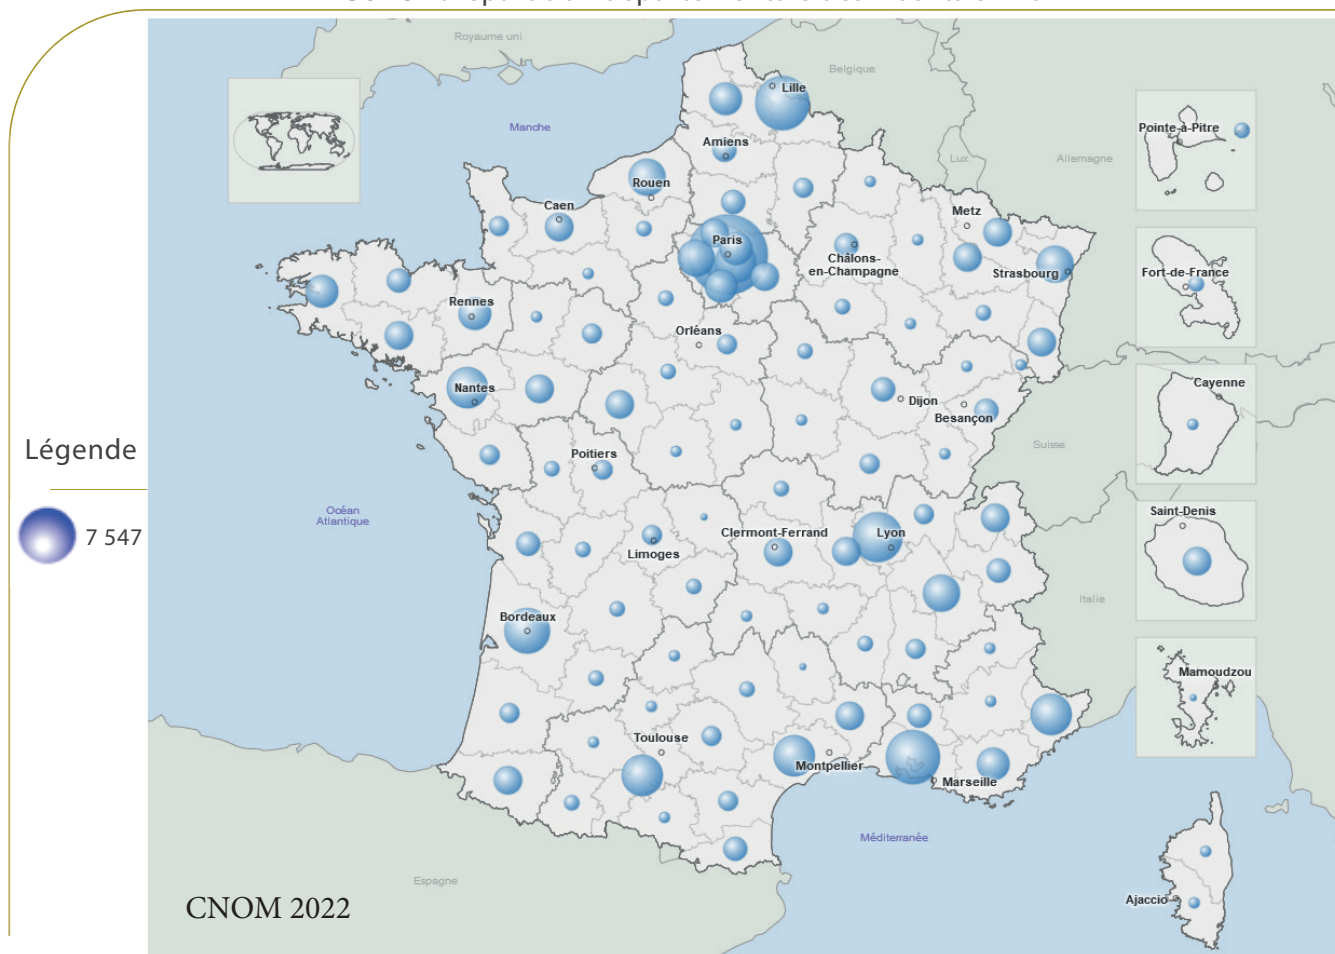 Royaume uni
Belgique
Lille
Manche
Pointe-à-Pitre
Amiens
Lux.
Allemagne
Rouen
Metz
Caen
Paris
Châlons-
en-Champagne
Strasbourg
Fort-de-France
Rennes
Orléans
Cayenne
Nantes
Dijon
Besançon
Suisse
Légende
Poitiers
7 547
Océan
Atlantique
Saint-Denis
Clermont-Ferrand
Lyon
Limoges
Italie
Bordeaux
Mamoudzou
Toulouse
Montpellier
Marseille
Méditerranée
Espagne
Ajaccio
CNOM 2022